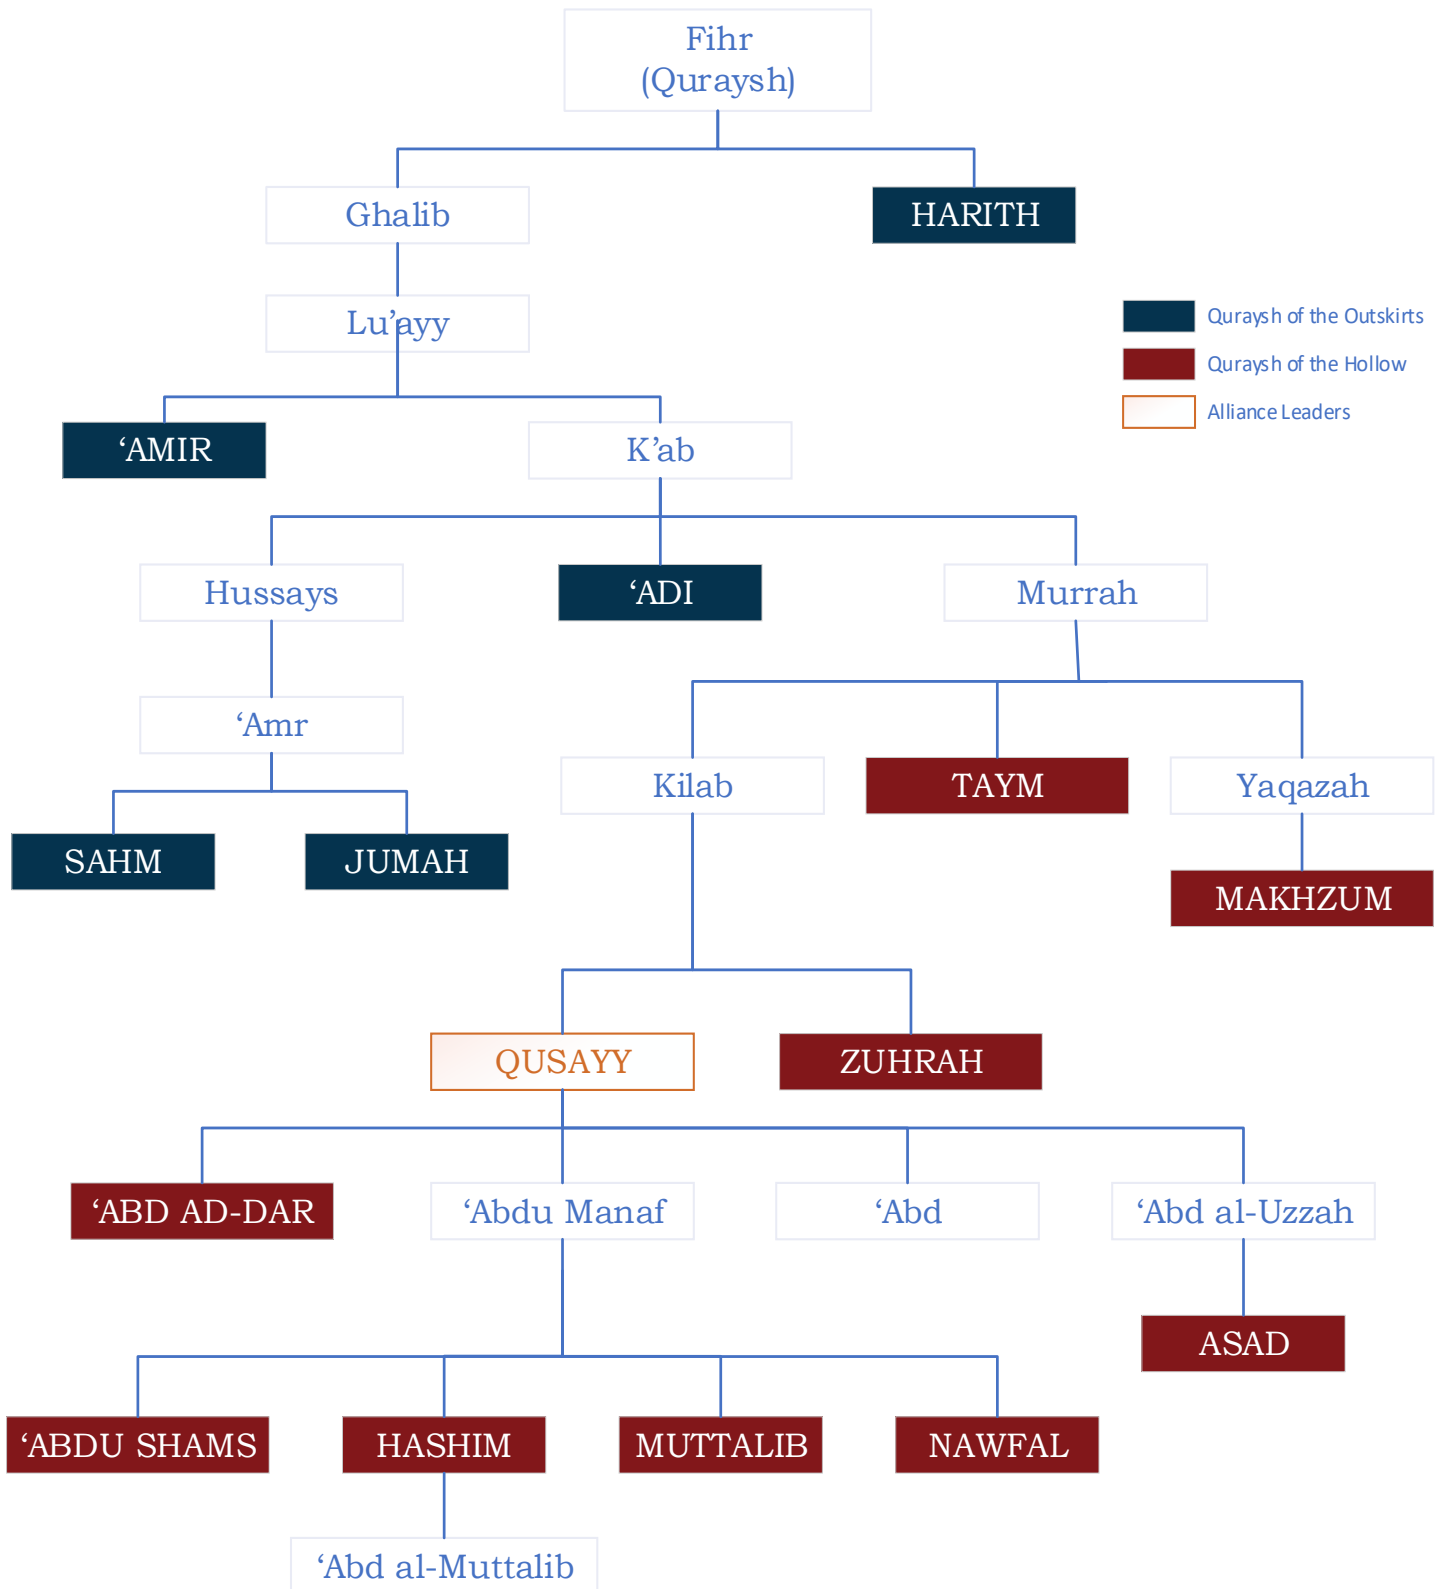 Fihr
(Quraysh)
Ghalib
HARITH
Lu’ayy
Quraysh of the Outskirts
Quraysh of the Hollow
Alliance Leaders
‘AMIR
K’ab
Hussays
‘ADI
Murrah
‘Amr
Kilab
TAYM
Yaqazah
SAHM
JUMAH
MAKHZUM
QUSAYY
ZUHRAH
‘ABD AD-DAR
‘Abdu Manaf
‘Abd
‘Abd al-Uzzah
ASAD
‘ABDU SHAMS
HASHIM
MUTTALIB
NAWFAL
‘Abd al-Muttalib